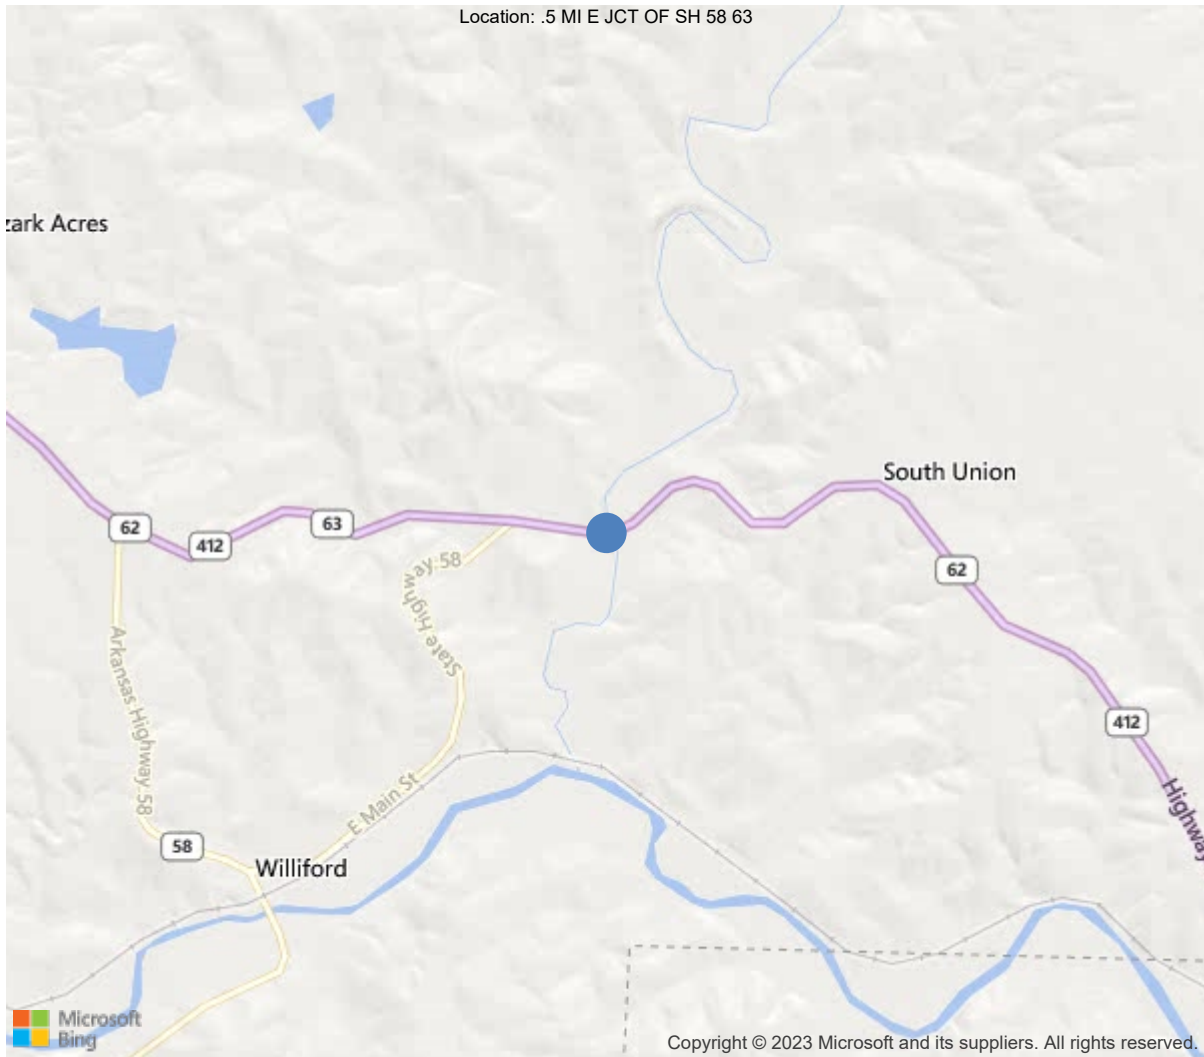 Location: .5 MI E JCT OF SH 58 63
zark Acres
South Union
62
412
63
State Highway 58
62
Arkansas Highway 58
412
E Main St
58
Williford
Highway
Microsoft
Bing
Copyright © 2023 Microsoft and its suppliers. All rights reserved.